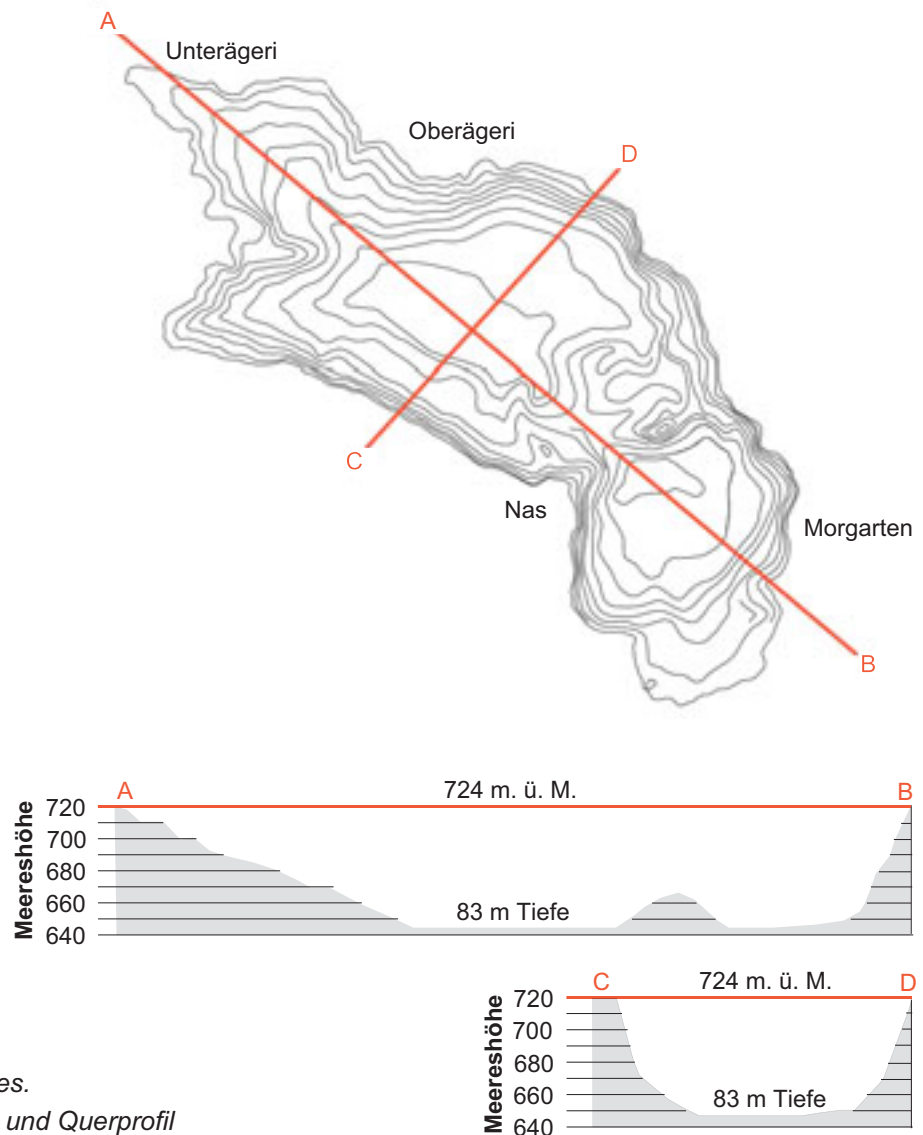 A
Unterägeri
Oberägeri
D
C
Nas
Morgarten
B
A
724 m. ü. M.
B
Meereshöhe
720
700
680
660
640
83 m Tiefe
C
724 m. ü. M.
D
Meereshöhe
720
700
680
660
640
83 m Tiefe
es.
und Querprofil